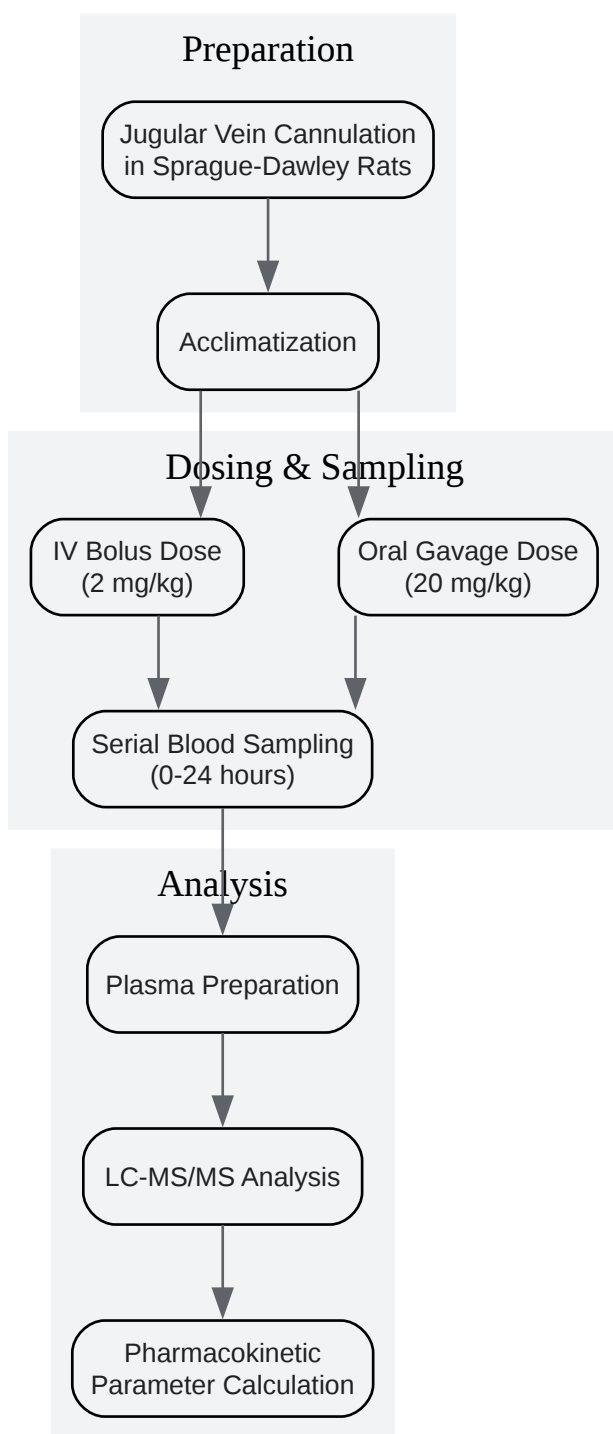 Preparation
Jugular Vein Cannulation
in Sprague-Dawley Rats
Acclimatization
Dosing & Sampling
IV Bolus Dose
(2 mg/kg)
Oral Gavage Dose
(20 mg/kg)
Serial Blood Sampling
(0-24 hours)
Analysis
Plasma Preparation
LC-MS/MS Analysis
Pharmacokinetic
Parameter Calculation